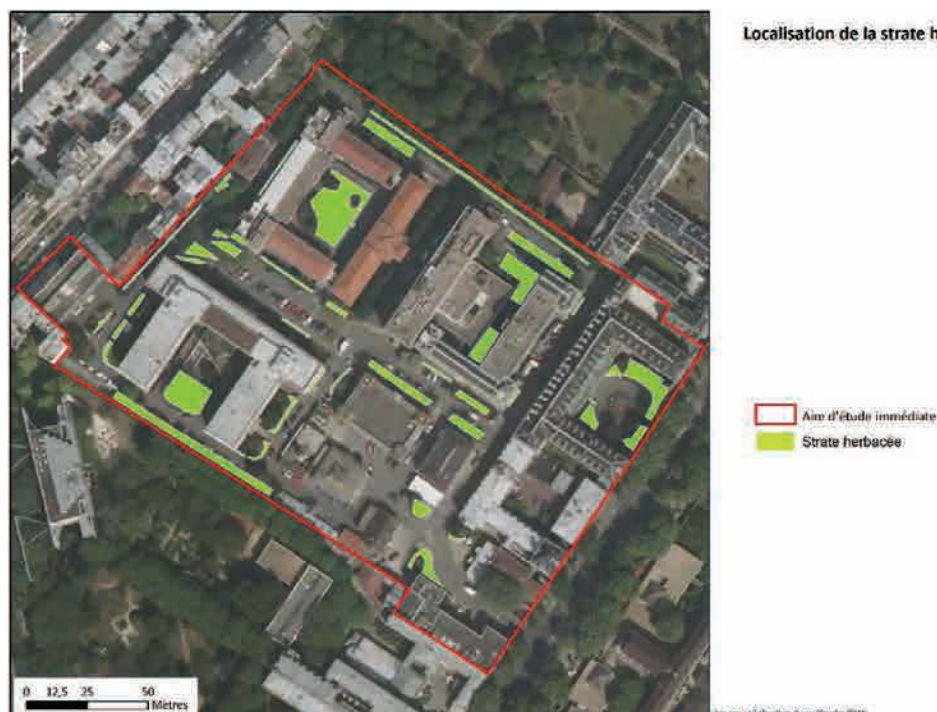 Localisation de la strate h
N
Aire d'étude immédiate
Strate herbacée
0 12,5 25 50
Mètres